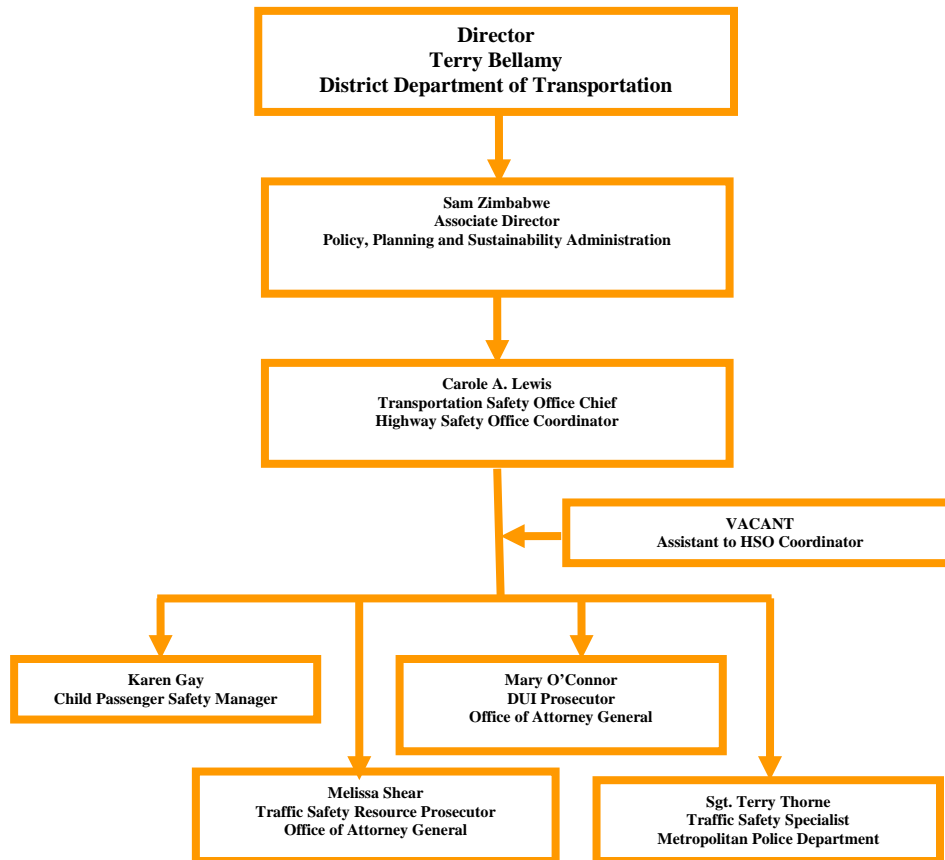 Director
Terry Bellamy
District Department of Transportation
Sam Zimbabwe
Associate Director
Policy, Planning and Sustainability Administration
Carole A. Lewis
Transportation Safety Office Chief
Highway Safety Office Coordinator
VACANT
Assistant to HSO Coordinator
Karen Gay
Child Passenger Safety Manager
Mary O’Connor
DUI Prosecutor
Office of Attorney General
Melissa Shear
Traffic Safety Resource Prosecutor
Office of Attorney General
Sgt. Terry Thorne
Traffic Safety Specialist
Metropolitan Police Department